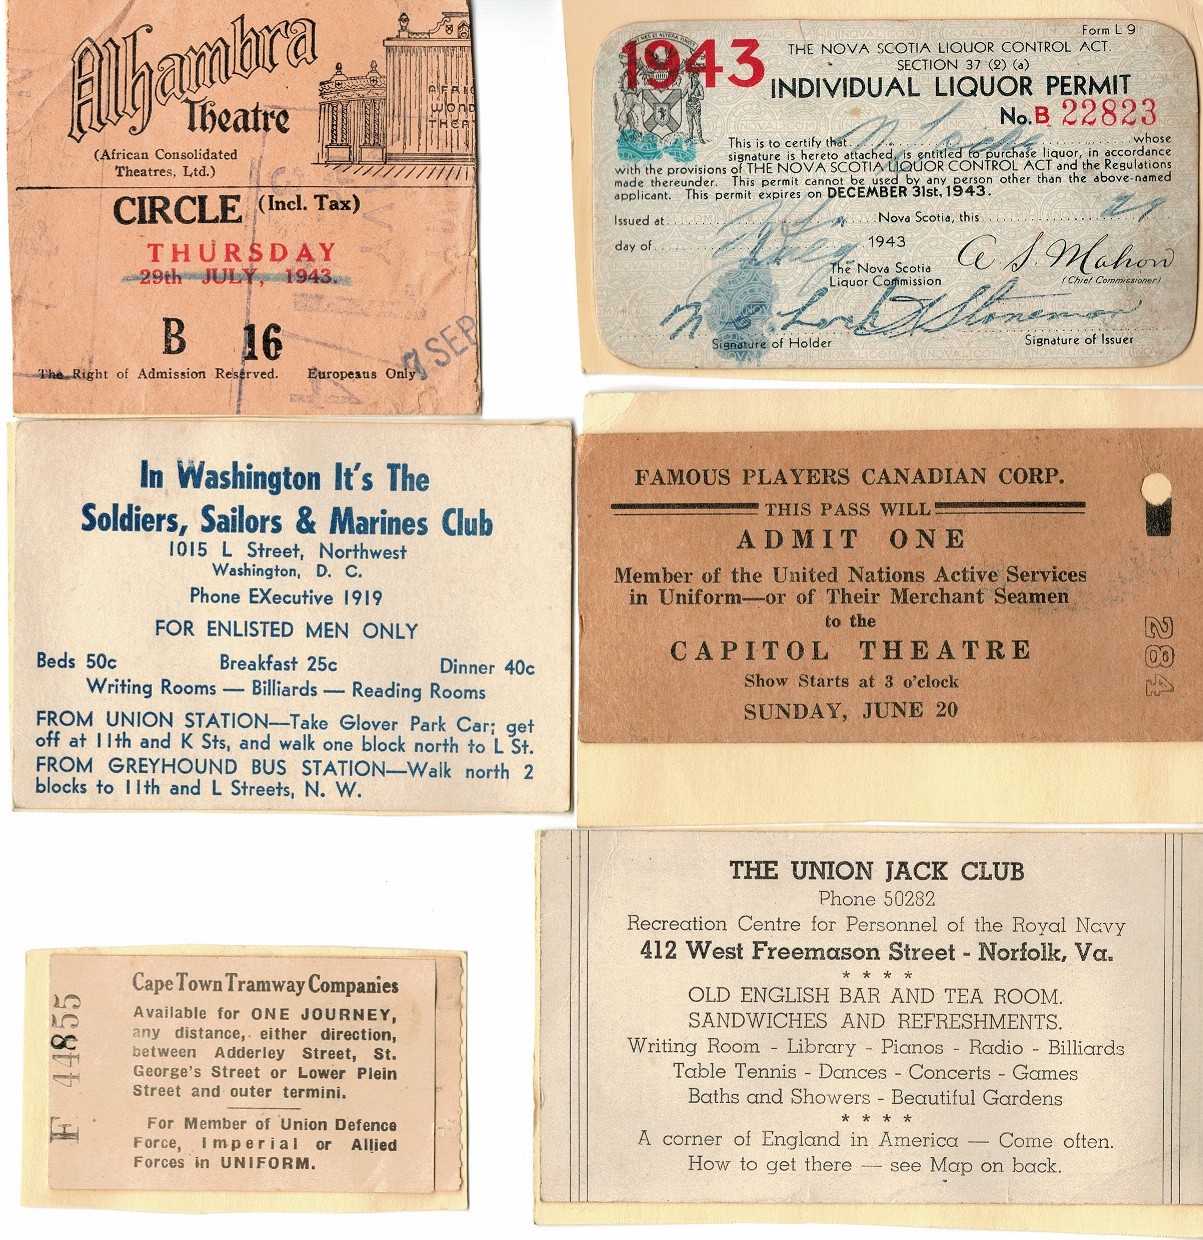 Alhambra
Theatre
(African Consolidated
Theatres, Ltd.)
CIRCLE (Incl. Tax)
THURSDAY
29th JULY, 1943.
B 16
7 SEP
The Right of Admission Reserved. Europeans Only
Form L 9
1943
THE NOVA SCOTIA LIQUOR CONTROL ACT.
SECTION 37 (2) (a)
INDIVIDUAL LIQUOR PERMIT
No. B 22823
This is to certify that N. Locke whose
signature is hereto attached, is entitled to purchase liquor, in accordance
with the provisions of THE NOVA SCOTIA LIQUOR CONTROL ACT and the Regulations
made thereunder. This permit cannot be used by any person other than the above-named
applicant. This permit expires on DECEMBER 31st, 1943.
Issued at Nova Scotia, this
day of 1943
A S Mahon
The Nova Scotia
Liquor Commission
(Chief Commissioner)
Signature of Holder
Signature of Issuer
In Washington It's The
Soldiers, Sailors & Marines Club
1015 L Street, Northwest
Washington, D. C.
Phone EXecutive 1919
FOR ENLISTED MEN ONLY
Beds 50c Breakfast 25c Dinner 40c
Writing Rooms — Billiards — Reading Rooms
FROM UNION STATION—Take Glover Park Car; get
off at 11th and K Sts, and walk one block north to L St.
FROM GREYHOUND BUS STATION—Walk north 2
blocks to 11th and L Streets, N. W.
FAMOUS PLAYERS CANADIAN CORP.
THIS PASS WILL
ADMIT ONE
Member of the United Nations Active Services
in Uniform—or of Their Merchant Seamen
to the
CAPITOL THEATRE
Show Starts at 3 o'clock
SUNDAY, JUNE 20
284
F 44855
Cape Town Tramway Companies
Available for ONE JOURNEY,
any distance, either direction,
between Adderley Street, St.
George's Street or Lower Plein
Street and outer termini.
For Member of Union Defence
Force, Imperial or Allied
Forces in UNIFORM.
THE UNION JACK CLUB
Phone 50282
Recreation Centre for Personnel of the Royal Navy
412 West Freemason Street - Norfolk, Va.
* * * *
OLD ENGLISH BAR AND TEA ROOM.
SANDWICHES AND REFRESHMENTS.
Writing Room - Library - Pianos - Radio - Billiards
Table Tennis - Dances - Concerts - Games
Baths and Showers - Beautiful Gardens
* * * *
A corner of England in America — Come often.
How to get there — see Map on back.